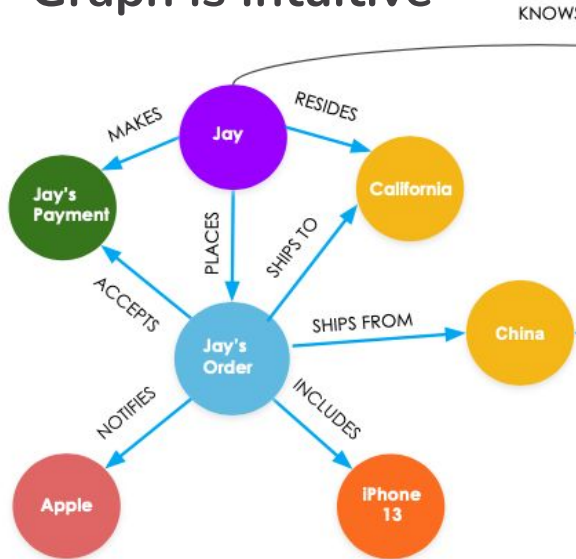 Graph is Intuitive
KNOWS
MAKES
Jay
RESIDES
Jay's
Payment
California
PLACES
SHIPS TO
ACCEPTS
SHIPS FROM
China
Jay's
Order
NOTIFIES
INCLUDES
Apple
iPhone
13